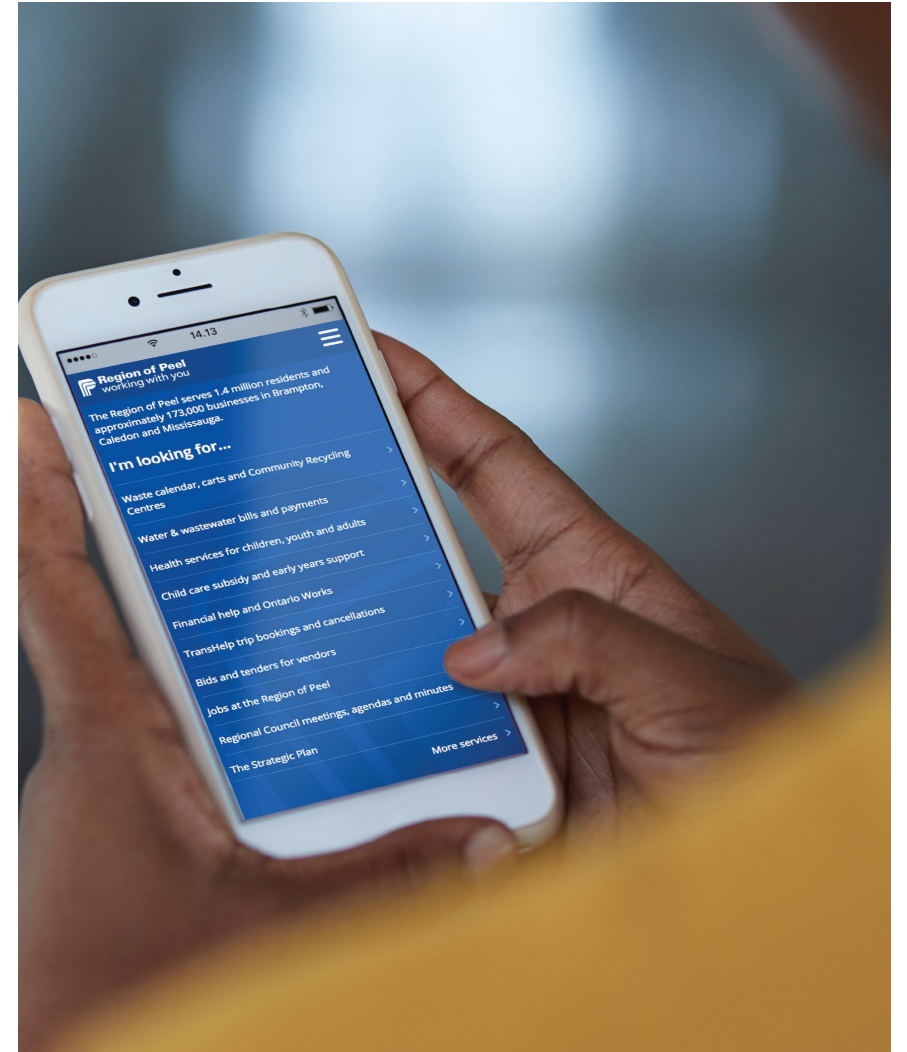 14.13
Region of Peel
working with you
The Region of Peel serves 1.4 million residents and
approximately 173,000 businesses in Brampton,
Caledon and Mississauga.
I'm looking for...
Waste calendar, carts and Community Recycling
Centres
Water & wastewater bills and payments
Health services for children, youth and adults
Child care subsidy and early years support
Financial help and Ontario Works
TransHelp trip bookings and cancellations
Bids and tenders for vendors
Jobs at the Region of Peel
Regional Council meetings, agendas and minutes
The Strategic Plan
More services